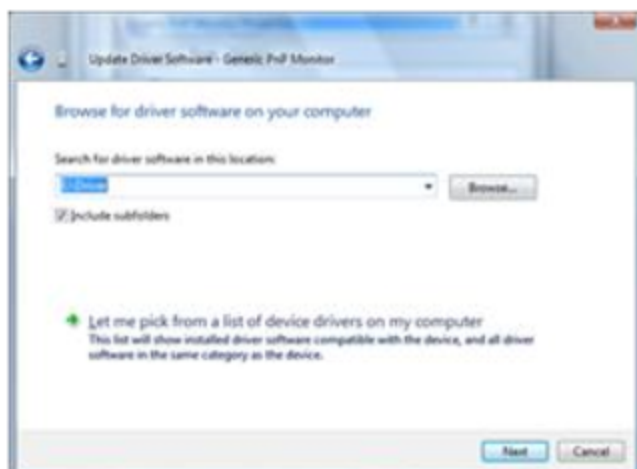 Update Driver Software - Generic PnP Monitor
Browse for driver software on your computer
Search for driver software in this location:
Browse...
Include subfolders
Let me pick from a list of device drivers on my computer
This list will show installed driver software compatible with the device, and all driver
software in the same category as the device.
Next
Cancel